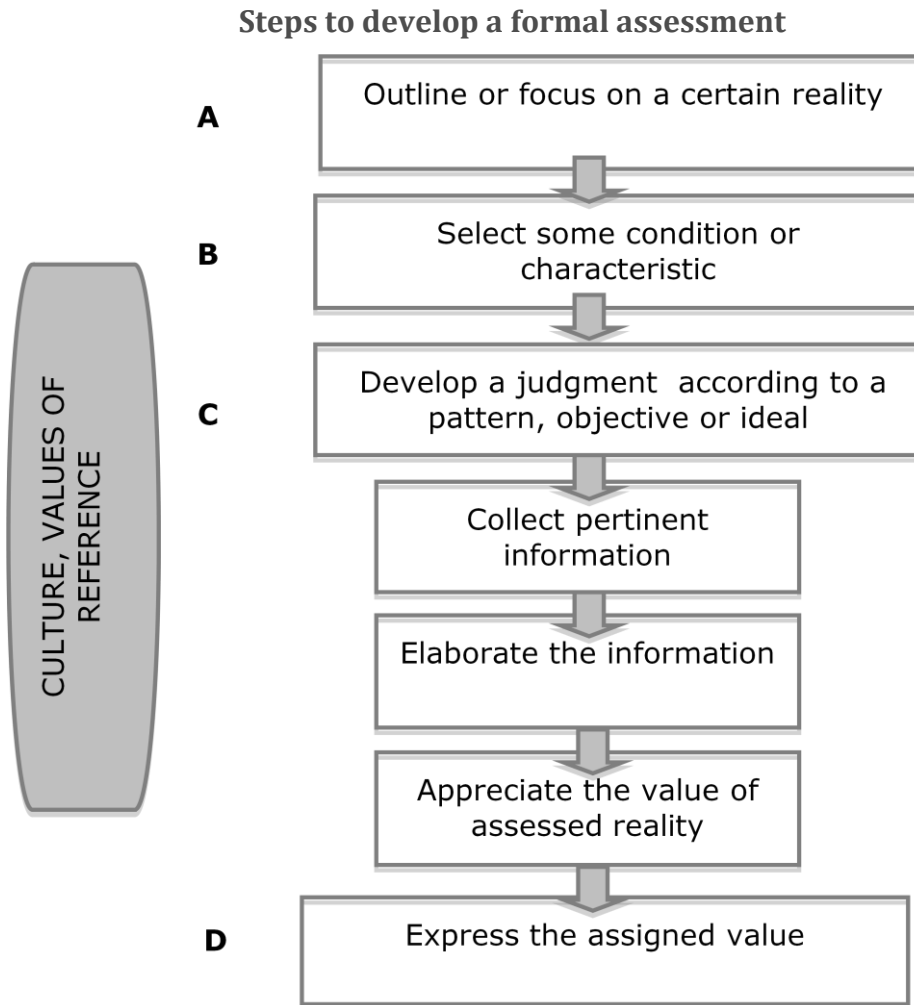 Steps to develop a formal assessment
A
Outline or focus on a certain reality
B
Select some condition or
characteristic
C
Develop a judgment according to a
pattern, objective or ideal
CULTURE, VALUES OF
REFERENCE
Collect pertinent
information
Elaborate the information
Appreciate the value of
assessed reality
D
Express the assigned value